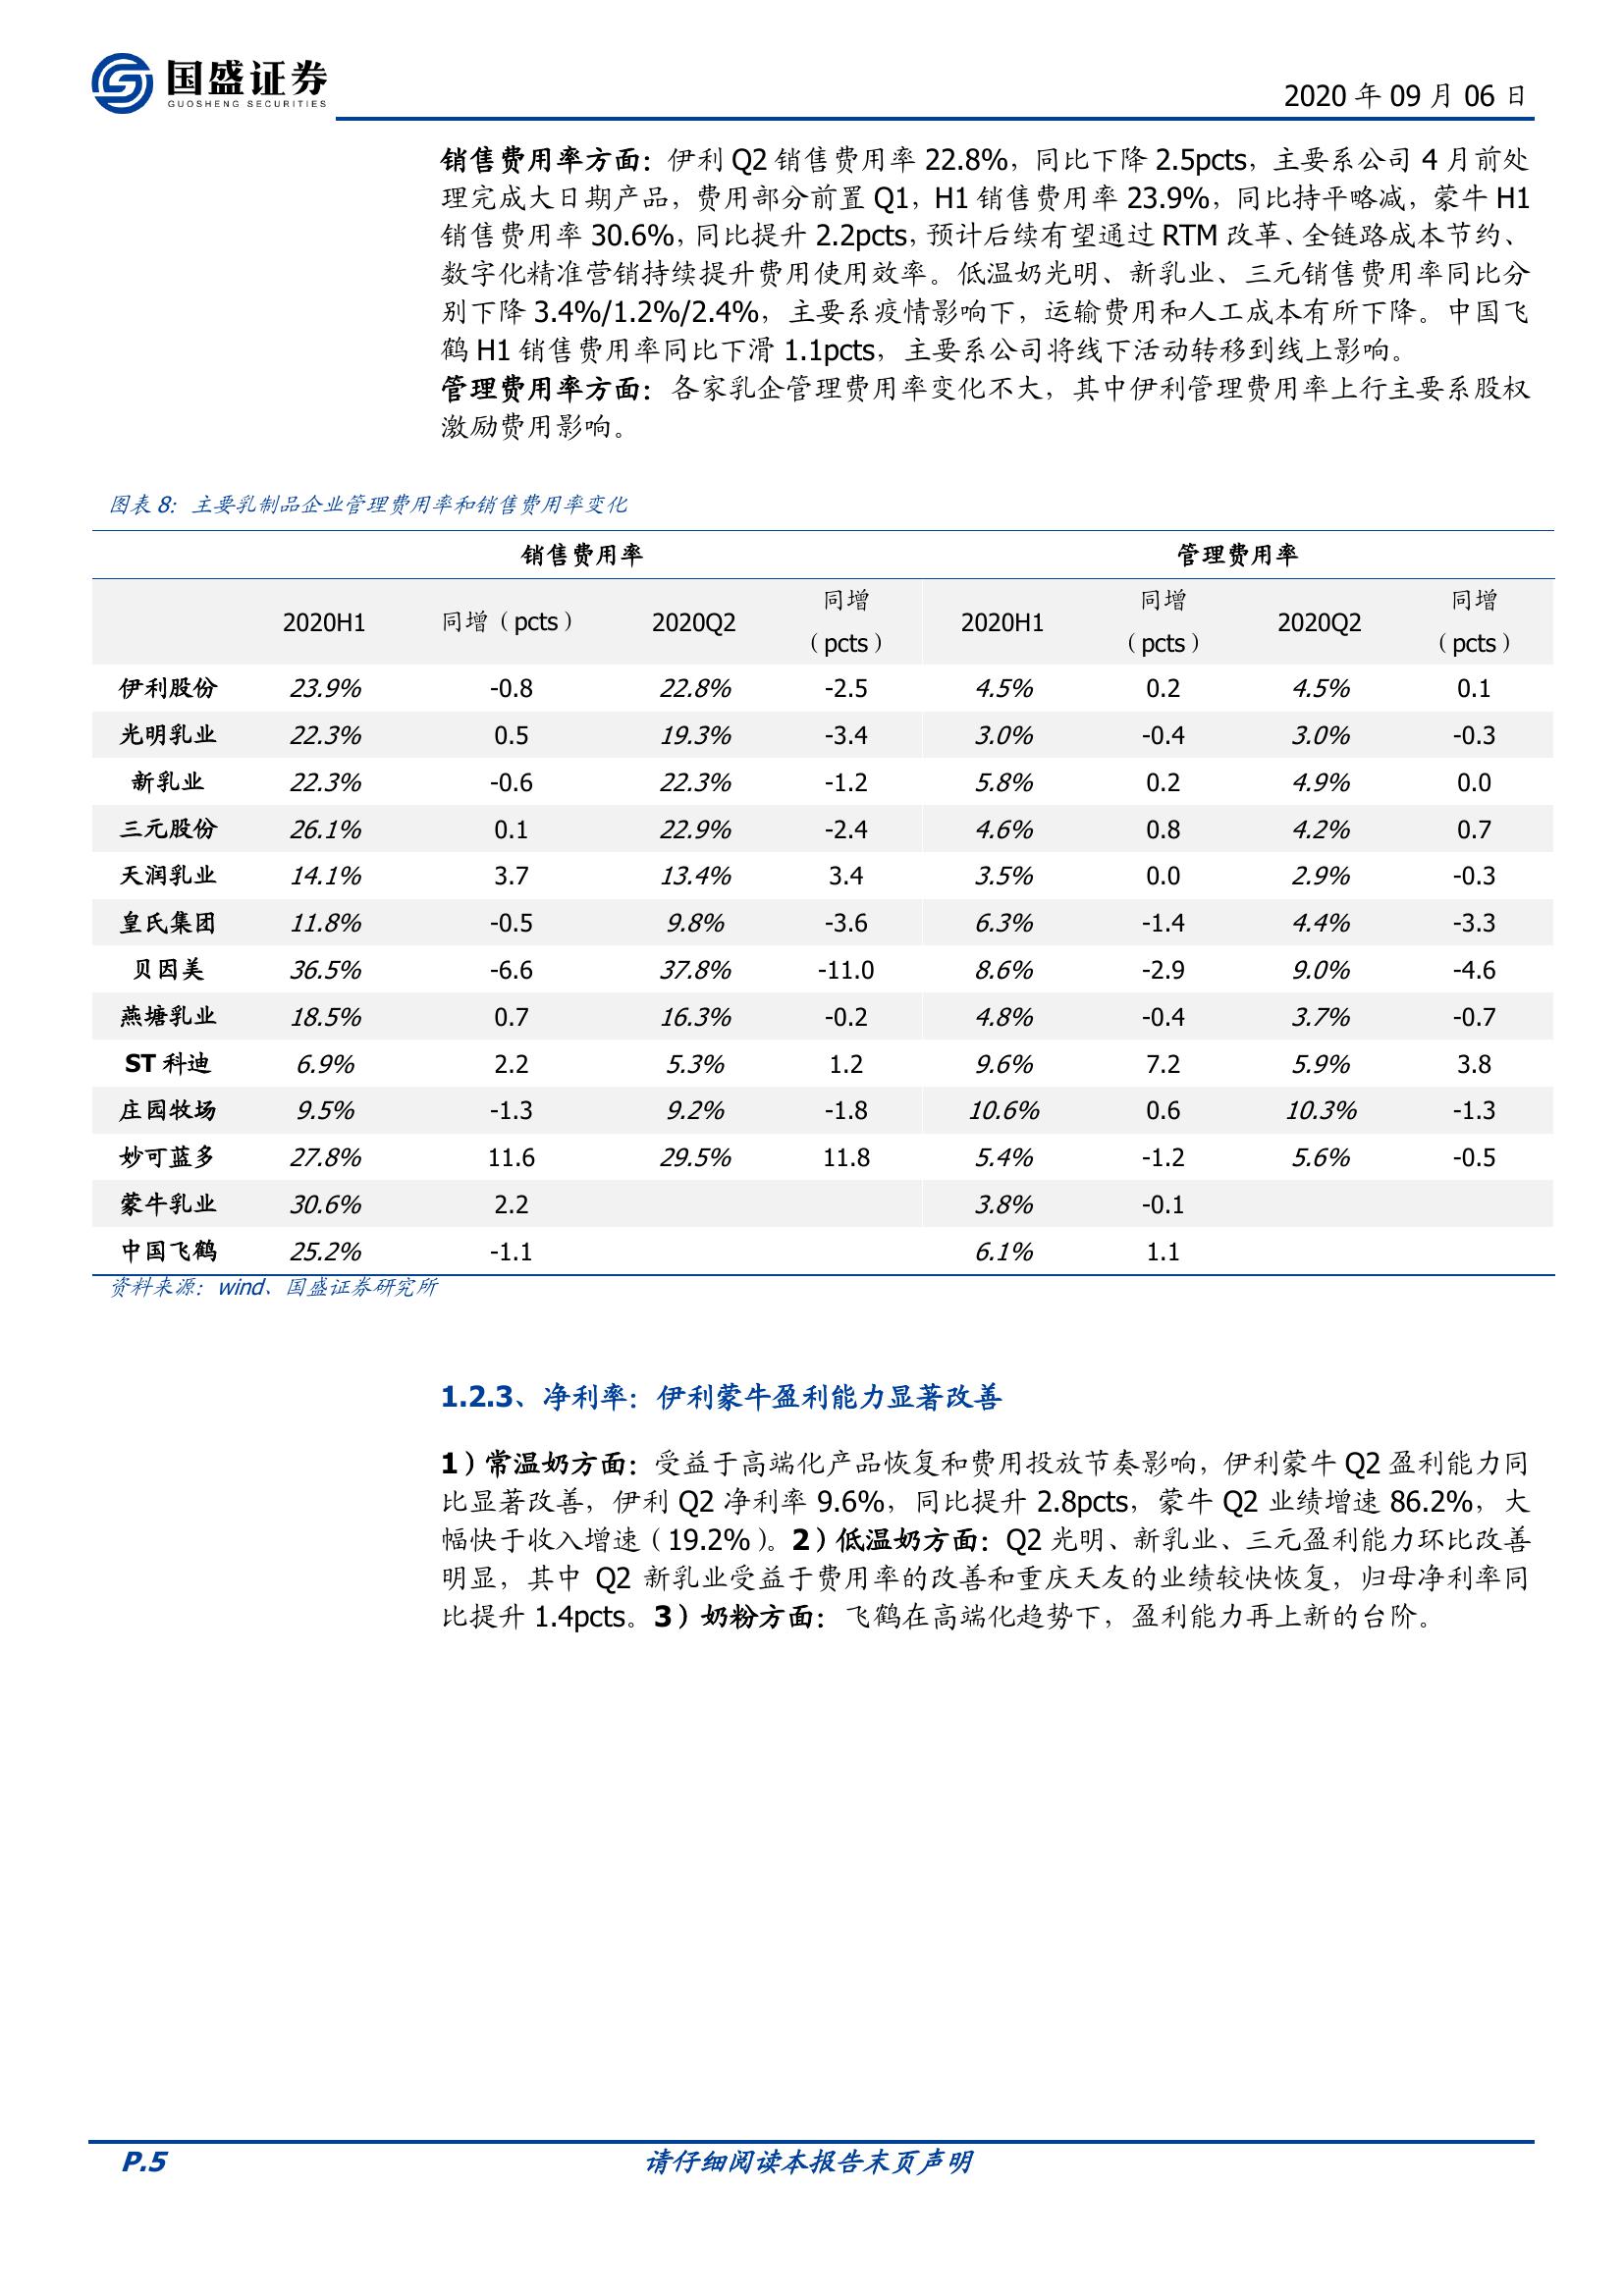 国盛证券
GUOSHENG SECURITIES
2020 年 09 月 06 日
销售费用率方面：伊利 Q2 销售费用率 22.8%，同比下降 2.5pcts，主要系公司 4 月前处
理完成大日期产品，费用部分前置 Q1，H1 销售费用率 23.9%，同比持平略减，蒙牛 H1
销售费用率 30.6%，同比提升 2.2pcts，预计后续有望通过 RTM 改革、全链路成本节约、
数字化精准营销持续提升费用使用效率。低温奶光明、新乳业、三元销售费用率同比分
别下降 3.4%/1.2%/2.4%，主要系疫情影响下，运输费用和人工成本有所下降。中国飞
鹤 H1 销售费用率同比下滑 1.1pcts，主要系公司将线下活动转移到线上影响。
管理费用率方面：各家乳企管理费用率变化不大，其中伊利管理费用率上行主要系股权
激励费用影响。
图表 8：主要乳制品企业管理费用率和销售费用率变化
销售费用率 管理费用率
2020H1 同增（pcts） 2020Q2 同增（pcts） 2020H1 同增（pcts） 2020Q2 同增（pcts）
伊利股份 23.9% -0.8 22.8% -2.5 4.5% 0.2 4.5% 0.1
光明乳业 22.3% 0.5 19.3% -3.4 3.0% -0.4 3.0% -0.3
新乳业 22.3% -0.6 22.3% -1.2 5.8% 0.2 4.9% 0.0
三元股份 26.1% 0.1 22.9% -2.4 4.6% 0.8 4.2% 0.7
天润乳业 14.1% 3.7 13.4% 3.4 3.5% 0.0 2.9% -0.3
皇氏集团 11.8% -0.5 9.8% -3.6 6.3% -1.4 4.4% -3.3
贝因美 36.5% -6.6 37.8% -11.0 8.6% -2.9 9.0% -4.6
燕塘乳业 18.5% 0.7 16.3% -0.2 4.8% -0.4 3.7% -0.7
ST 科迪 6.9% 2.2 5.3% 1.2 9.6% 7.2 5.9% 3.8
庄园牧场 9.5% -1.3 9.2% -1.8 10.6% 0.6 10.3% -1.3
妙可蓝多 27.8% 11.6 29.5% 11.8 5.4% -1.2 5.6% -0.5
蒙牛乳业 30.6% 2.2 3.8% -0.1
中国飞鹤 25.2% -1.1 6.1% 1.1
资料来源：wind、国盛证券研究所
1.2.3、净利率：伊利蒙牛盈利能力显著改善
1）常温奶方面：受益于高端化产品恢复和费用投放节奏影响，伊利蒙牛 Q2 盈利能力同
比显著改善，伊利 Q2 净利率 9.6%，同比提升 2.8pcts，蒙牛 Q2 业绩增速 86.2%，大
幅快于收入增速（19.2%）。2）低温奶方面：Q2 光明、新乳业、三元盈利能力环比改善
明显，其中 Q2 新乳业受益于费用率的改善和重庆天友的业绩较快恢复，归母净利率同
比提升 1.4pcts。3）奶粉方面：飞鹤在高端化趋势下，盈利能力再上新的台阶。
P.5 请仔细阅读本报告末页声明